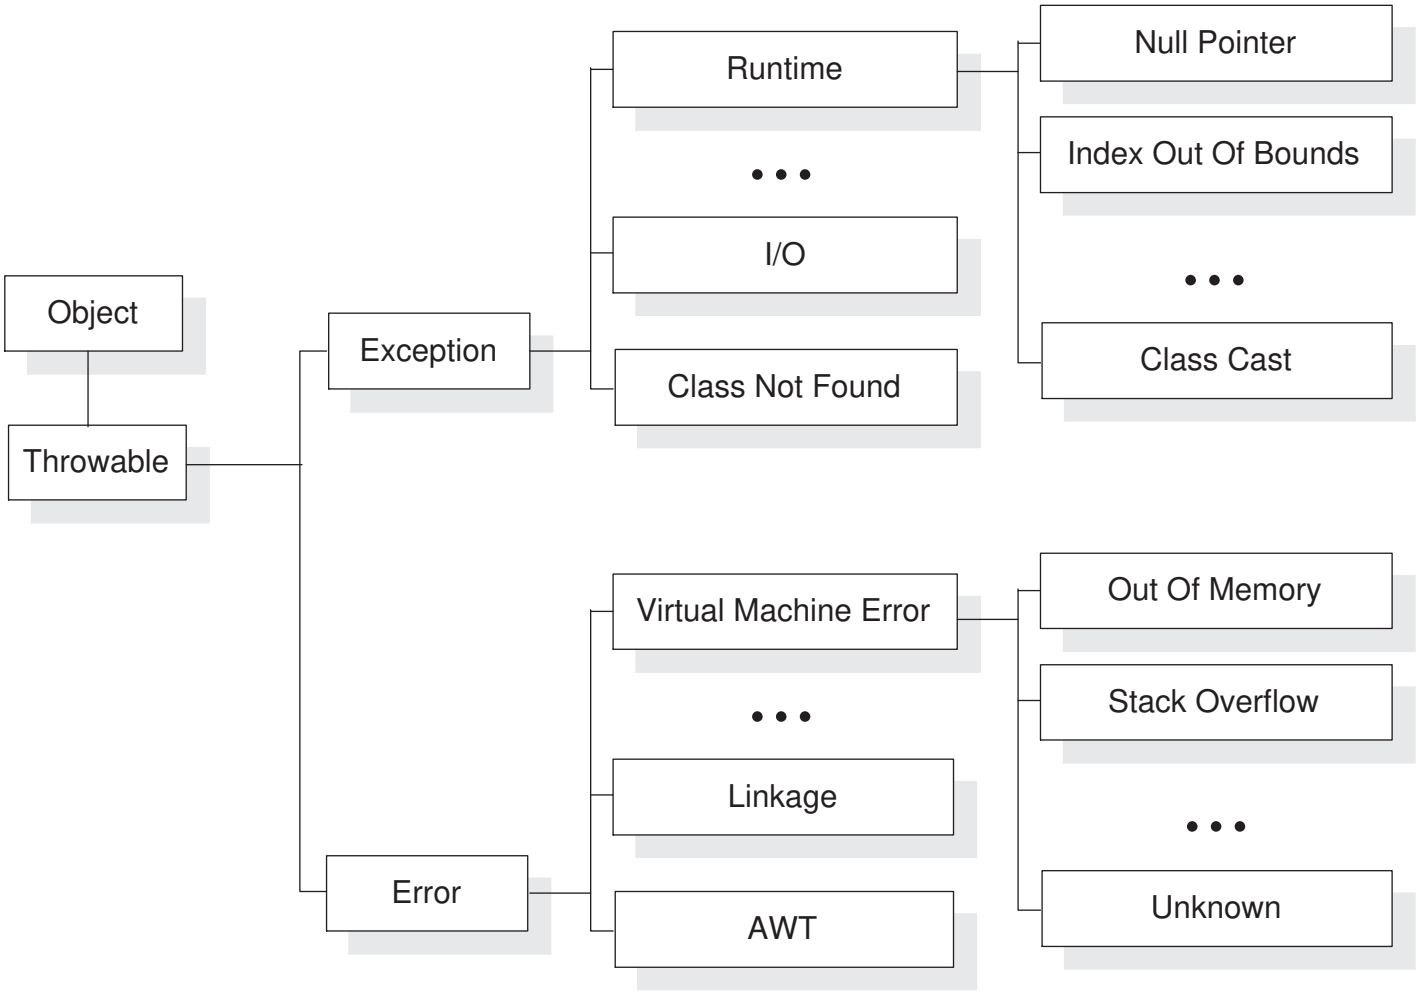 Object
Throwable
Exception
Error
Runtime
• • •
I/O
Class Not Found
Virtual Machine Error
• • •
Linkage
AWT
Null Pointer
Index Out Of Bounds
• • •
Class Cast
Out Of Memory
Stack Overflow
• • •
Unknown